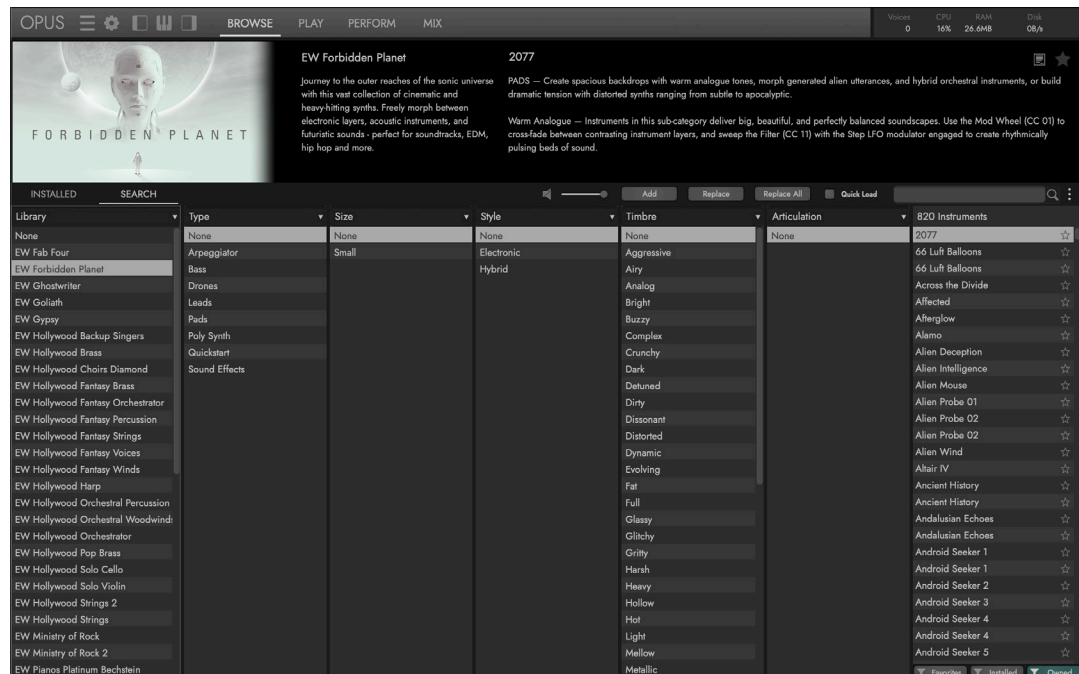 OPUS BROWSE PLAY PERFORM MIX Voices CPU RAM Disk
0 16% 26.6MB 0B/s
FORBIDDEN PLANET
EW Forbidden Planet
Journey to the outer reaches of the sonic universe
with this vast collection of cinematic and
heavy-hitting synths. Freely morph between
electronic layers, acoustic instruments, and
futuristic sounds - perfect for soundtracks, EDM,
hip hop and more.
2077
PADS — Create spacious backdrops with warm analogue tones, morph generated alien utterances, and hybrid orchestral instruments, or build
dramatic tension with distorted synths ranging from subtle to apocalyptic.
Warm Analogue — Instruments in this sub-category deliver big, beautiful, and perfectly balanced soundscapes. Use the Mod Wheel (CC 01) to
cross-fade between contrasting instrument layers, and sweep the Filter (CC 11) with the Step LFO modulator engaged to create rhythmically
pulsing beds of sound.
INSTALLED SEARCH Add Replace Replace All Quick Load
Library
None
EW Fab Four
EW Forbidden Planet
EW Ghostwriter
EW Goliath
EW Gypsy
EW Hollywood Backup Singers
EW Hollywood Brass
EW Hollywood Choirs Diamond
EW Hollywood Fantasy Brass
EW Hollywood Fantasy Orchestrator
EW Hollywood Fantasy Percussion
EW Hollywood Fantasy Strings
EW Hollywood Fantasy Voices
EW Hollywood Fantasy Winds
EW Hollywood Harp
EW Hollywood Orchestral Percussion
EW Hollywood Orchestral Woodwinds
EW Hollywood Orchestrator
EW Hollywood Pop Brass
EW Hollywood Solo Cello
EW Hollywood Solo Violin
EW Hollywood Strings 2
EW Hollywood Strings
EW Ministry of Rock
EW Ministry of Rock 2
EW Pianos Platinum Bechstein
Type
None
Arpeggiator
Bass
Drones
Leads
Pads
Poly Synth
Quickstart
Sound Effects
Size
None
Small
Style
None
Electronic
Hybrid
Timbre
None
Aggressive
Airy
Analog
Bright
Buzzy
Complex
Crunchy
Dark
Detuned
Dirty
Dissonant
Distorted
Dynamic
Evolving
Fat
Full
Glassy
Glitchy
Gritty
Harsh
Heavy
Hollow
Hot
Light
Mellow
Metallic
Articulation
None
820 Instruments
2077
66 Luft Balloons
66 Luft Balloons
Across the Divide
Affected
Afterglow
Alamo
Alien Deception
Alien Intelligence
Alien Mouse
Alien Probe 01
Alien Probe 02
Alien Probe 02
Alien Wind
Altair IV
Ancient History
Ancient History
Andalusian Echoes
Andalusian Echoes
Android Seeker 1
Android Seeker 1
Android Seeker 2
Android Seeker 3
Android Seeker 4
Android Seeker 4
Android Seeker 5
Favorites Installed Owned